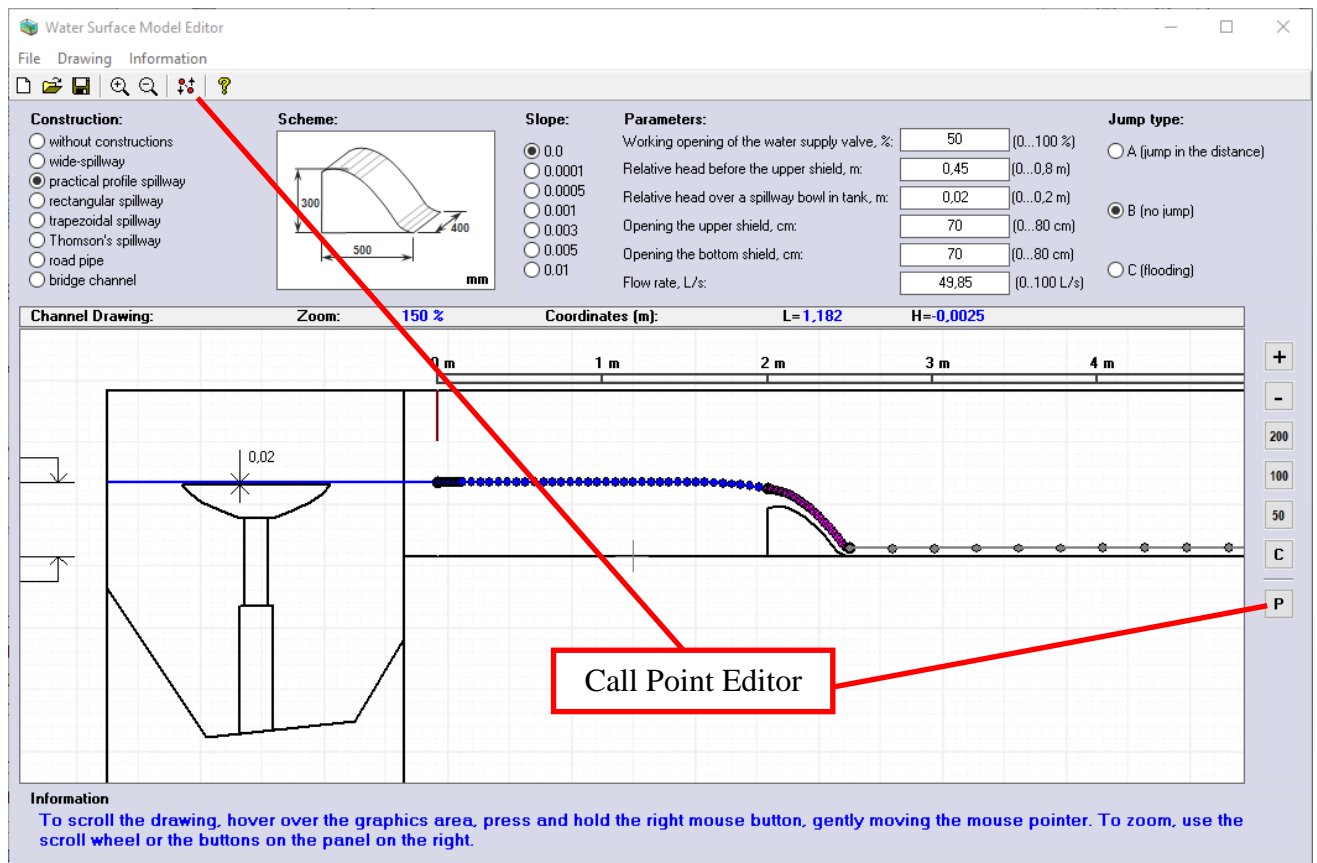 Water Surface Model Editor
File Drawing Information
Construction:
without constructions
wide-spillway
practical profile spillway
rectangular spillway
trapezoidal spillway
Thomson's spillway
road pipe
bridge channel
Scheme:
300
400
500
mm
Slope:
0.0
0.0001
0.0005
0.001
0.003
0.005
0.01
Parameters:
Working opening of the water supply valve, %: 50 (0...100 %)
Relative head before the upper shield, m: 0,45 (0...0,8 m)
Relative head over a spillway bowl in tank, m: 0,02 (0...0,2 m)
Opening the upper shield, cm: 70 (0...80 cm)
Opening the bottom shield, cm: 70 (0...80 cm)
Flow rate, L/s: 49,85 (0..100 L/s)
Jump type:
A (jump in the distance)
B (no jump)
C (flooding)
Channel Drawing: Zoom: 150 % Coordinates (m): L=1,182 H=-0,0025
0 m 1 m 2 m 3 m 4 m
0,02
+
-
200
100
50
C
P
Call Point Editor
Information
To scroll the drawing, hover over the graphics area, press and hold the right mouse button, gently moving the mouse pointer. To zoom, use the
scroll wheel or the buttons on the panel on the right.